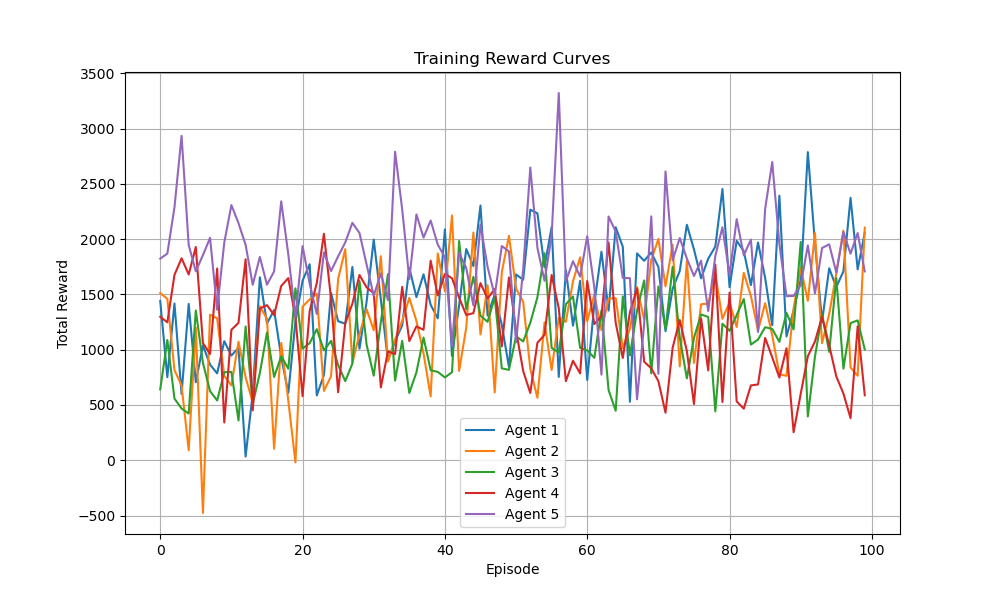 Training Reward Curves
Total Reward
3500
3000
2500
2000
1500
1000
500
0
−500
0 20 40 60 80 100
Episode
Agent 1
Agent 2
Agent 3
Agent 4
Agent 5